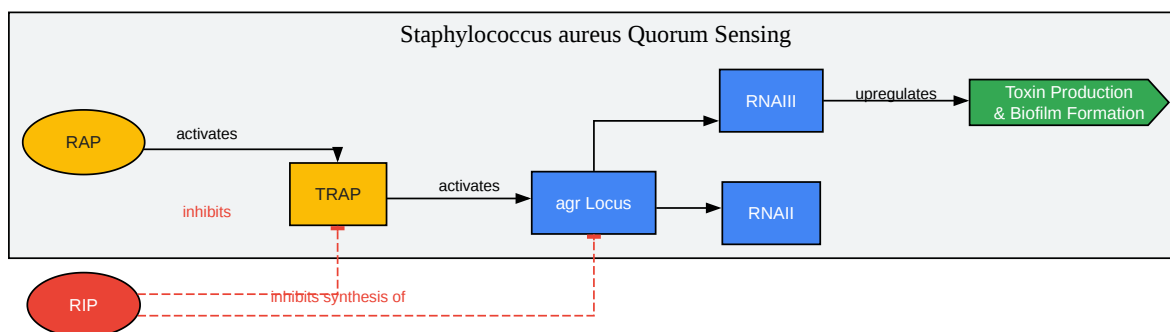 Staphylococcus aureus Quorum Sensing
RNAIII
upregulates
Toxin Production
& Biofilm Formation
RAP
activates
TRAP
activates
agr Locus
RNAII
inhibits
RIP
inhibits synthesis of